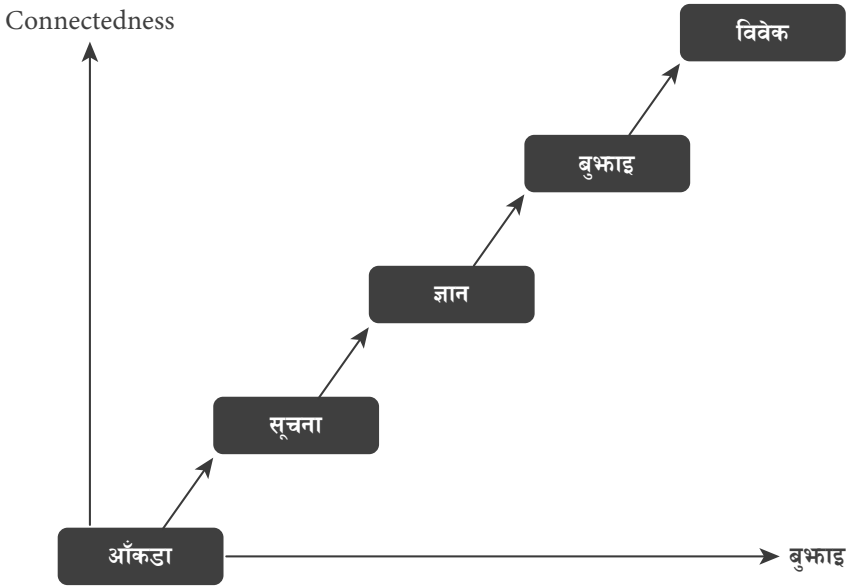 Connectedness
विवेक
बुझाइ
ज्ञान
सूचना
आँकडा
बुझाइ